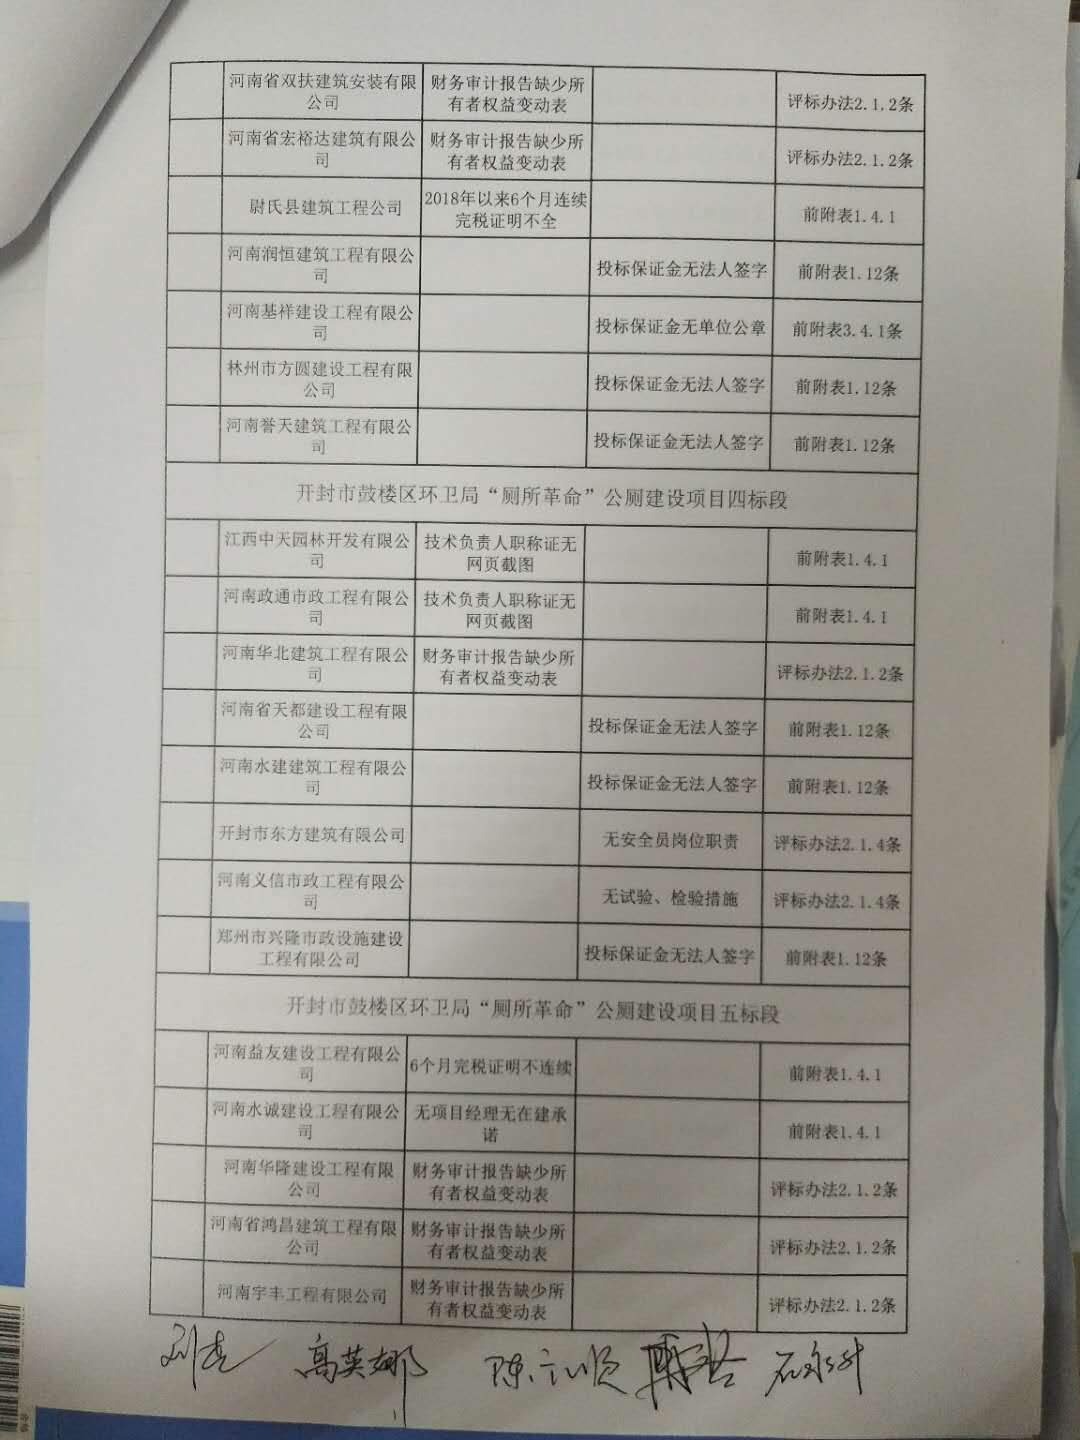 河南省双扶建筑安装有限
公司
财务审计报告缺少所
有者权益变动表
评标办法2.1.2条
河南省宏裕达建筑有限公
司
财务审计报告缺少所
有者权益变动表
评标办法2.1.2条
尉氏县建筑工程公司
2018年以来6个月连续
完税证明不全
前附表1.4.1
河南润恒建筑工程有限公
司
投标保证金无法人签字
前附表1.12条
河南基祥建设工程有限公
司
投标保证金无单位公章
前附表3.4.1条
林州市方圆建设工程有限
公司
投标保证金无法人签字
前附表1.12条
河南誉天建筑工程有限公
司
投标保证金无法人签字
前附表1.12条
开封市鼓楼区环卫局“厕所革命”公厕建设项目四标段
江西中天园林开发有限公
司
技术负责人职称证无
网页截图
前附表1.4.1
河南政通市政工程有限公
司
技术负责人职称证无
网页截图
前附表1.4.1
河南华北建筑工程有限公
司
财务审计报告缺少所
有者权益变动表
评标办法2.1.2条
河南省天都建设工程有限
公司
投标保证金无法人签字
前附表1.12条
河南水建建筑工程有限公
司
投标保证金无法人签字
前附表1.12条
开封市东方建筑有限公司
无安全员岗位职责
评标办法2.1.4条
河南义信市政工程有限公
司
无试验、检验措施
评标办法2.1.4条
郑州市兴隆市政设施建设
工程有限公司
投标保证金无法人签字
前附表1.12条
开封市鼓楼区环卫局“厕所革命”公厕建设项目五标段
河南益友建设工程有限公
司
6个月完税证明不连续
前附表1.4.1
河南水诚建设工程有限公
司
无项目经理无在建承
诺
前附表1.4.1
河南华隆建设工程有限
公司
财务审计报告缺少所
有者权益变动表
评标办法2.1.2条
河南省鸿昌建筑工程有限
公司
财务审计报告缺少所
有者权益变动表
评标办法2.1.2条
河南宇丰工程有限公司
财务审计报告缺少所
有者权益变动表
评标办法2.1.2条
高英娜